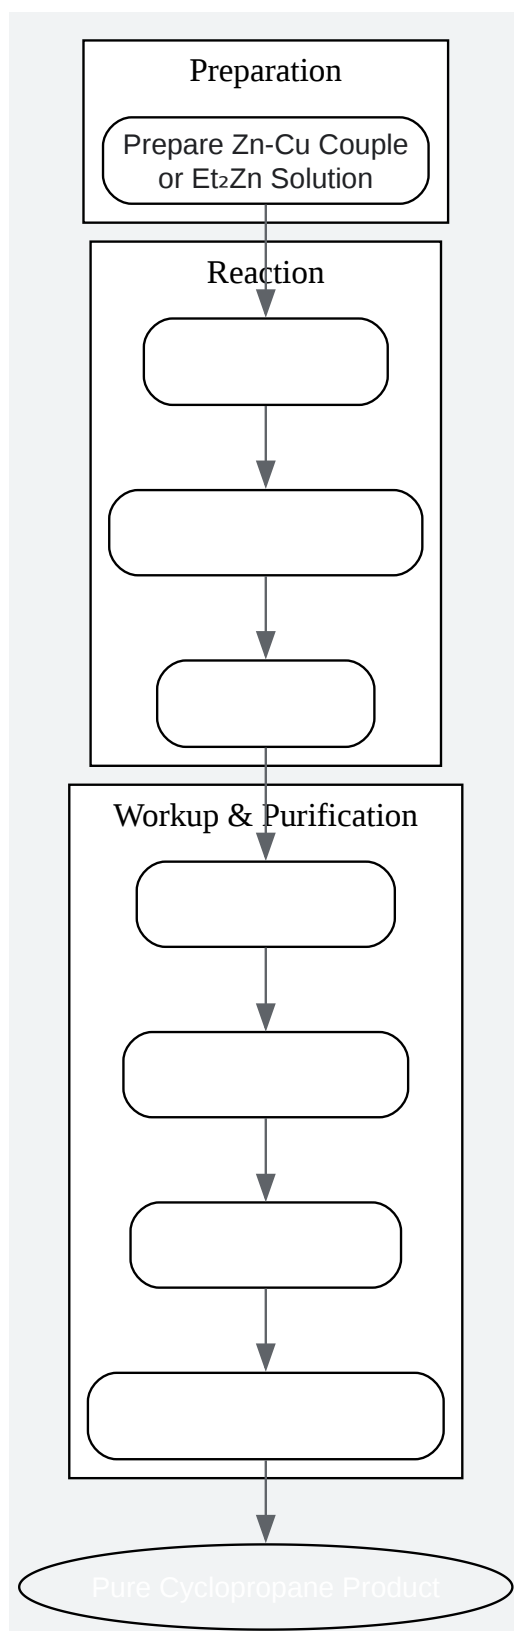 Preparation
Prepare Zn-Cu Couple
or Et₂Zn Solution
Reaction
Workup & Purification
Pure Cyclopropane Product